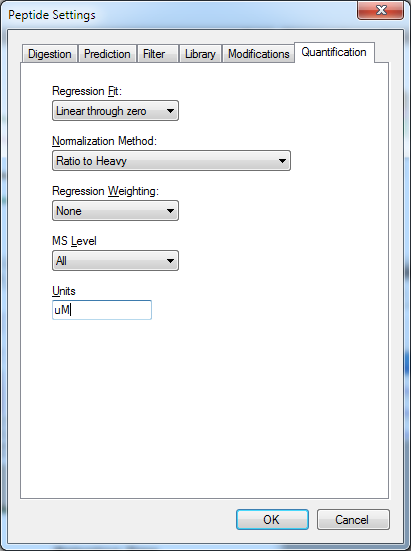 Peptide Settings
Digestion Prediction Filter Library Modifications Quantification
Regression Fit:
Linear through zero
Normalization Method:
Ratio to Heavy
Regression Weighting:
None
MS Level
All
Units
uM
OK Cancel